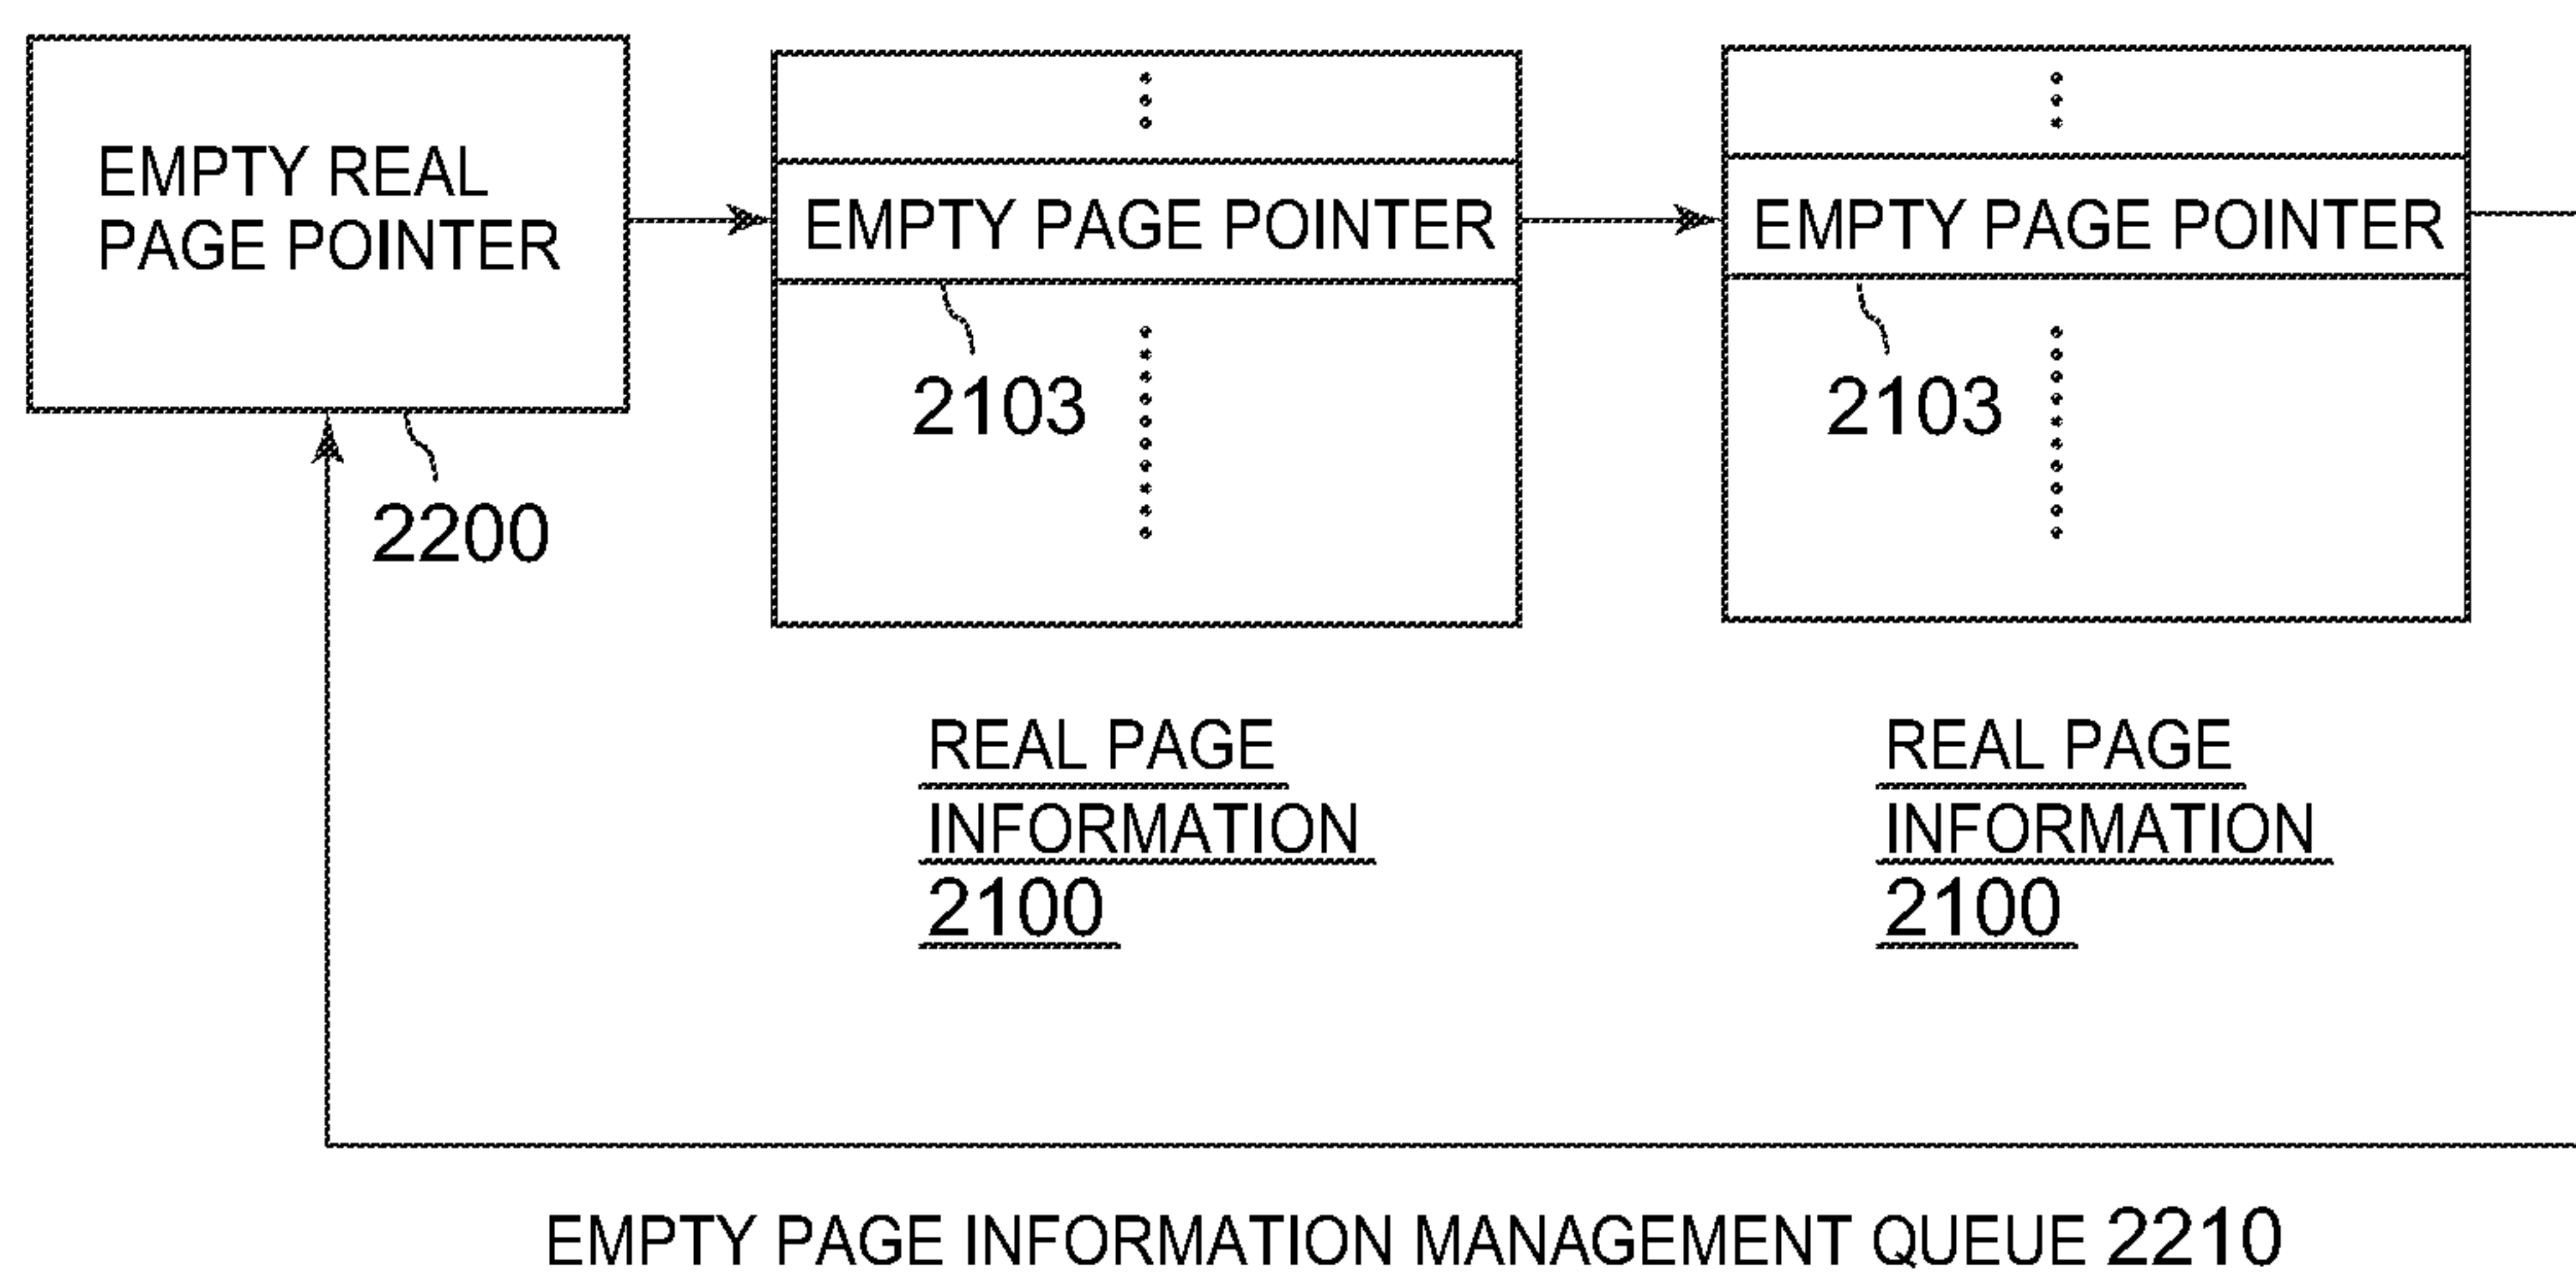 EMPTY REAL
PAGE POINTER
2200
EMPTY PAGE POINTER
2103
REAL PAGE
INFORMATION
2100
EMPTY PAGE POINTER
2103
REAL PAGE
INFORMATION
2100
EMPTY PAGE INFORMATION MANAGEMENT QUEUE 2210